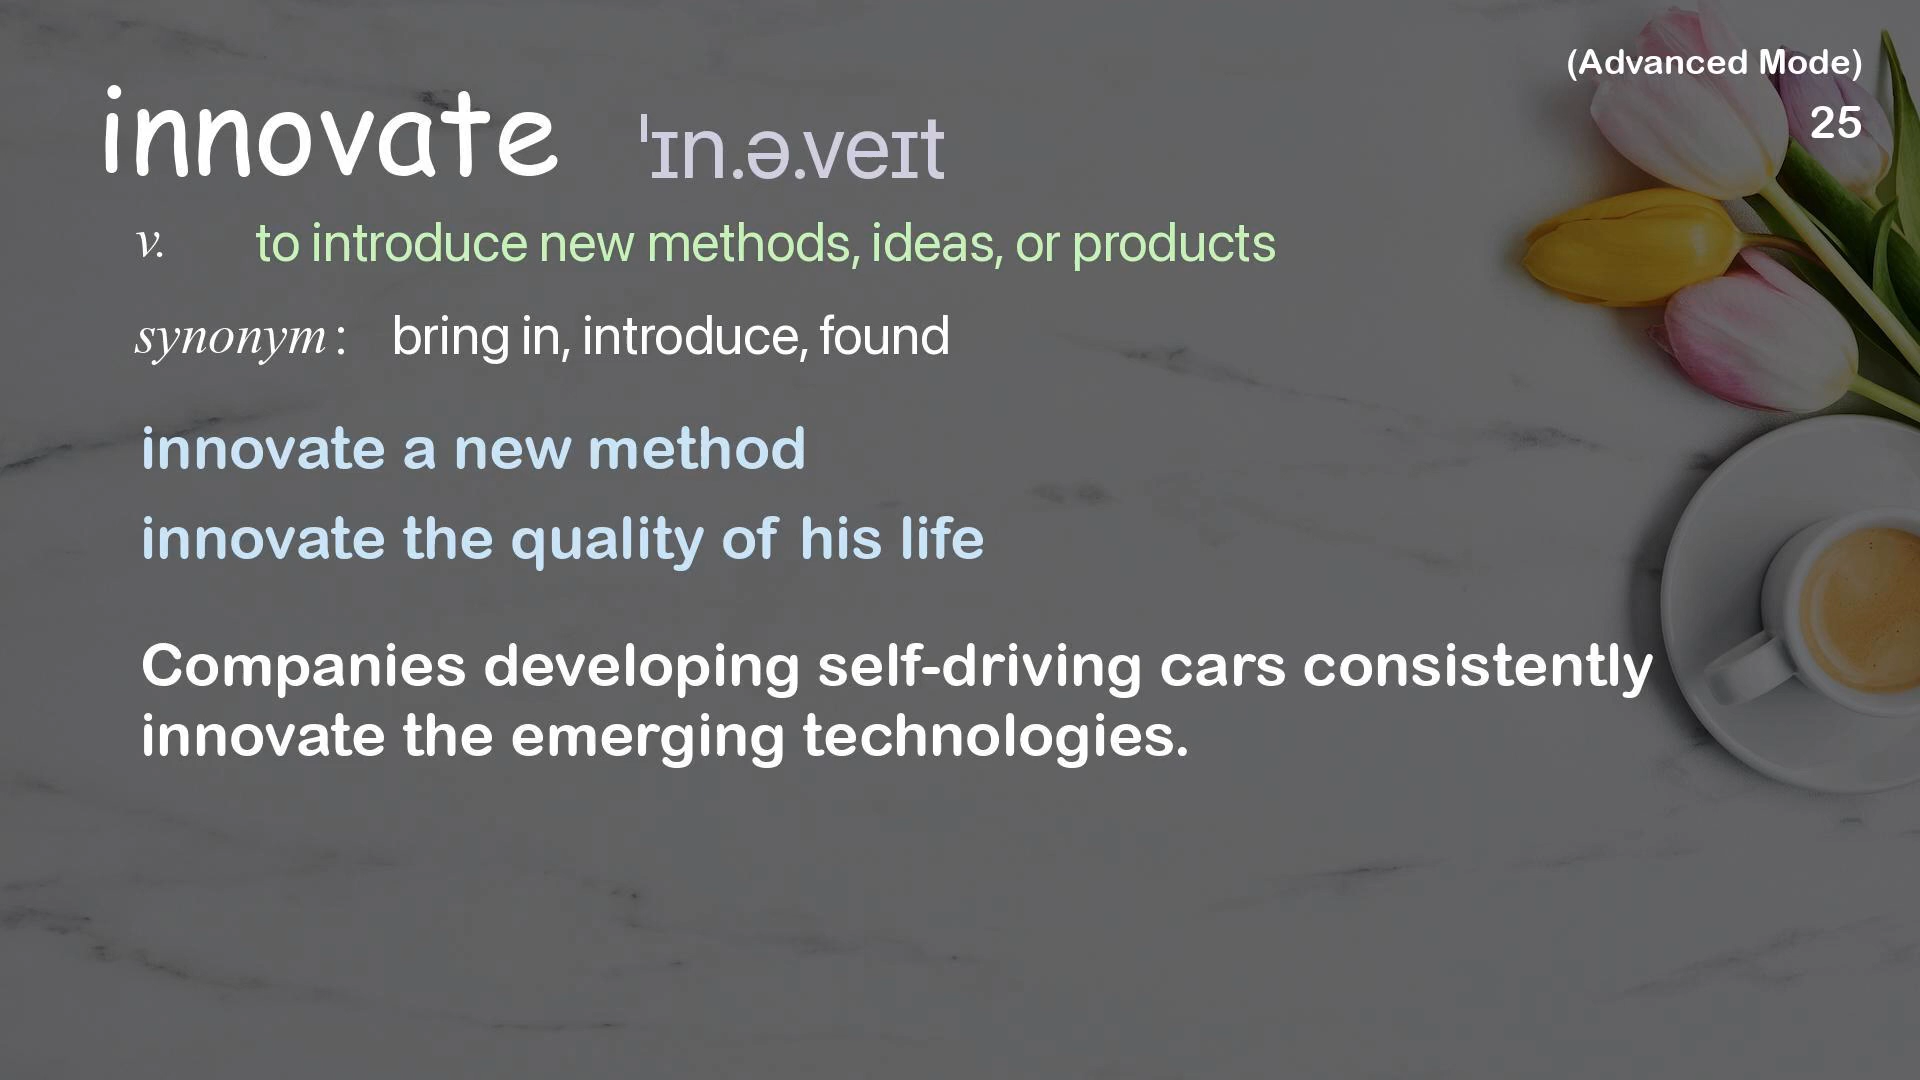 (Advanced Mode)
25
innovate ˈɪn.ə.veɪt
v. to introduce new methods, ideas, or products
synonym: bring in, introduce, found
innovate a new method
innovate the quality of his life
Companies developing self-driving cars consistently
innovate the emerging technologies.